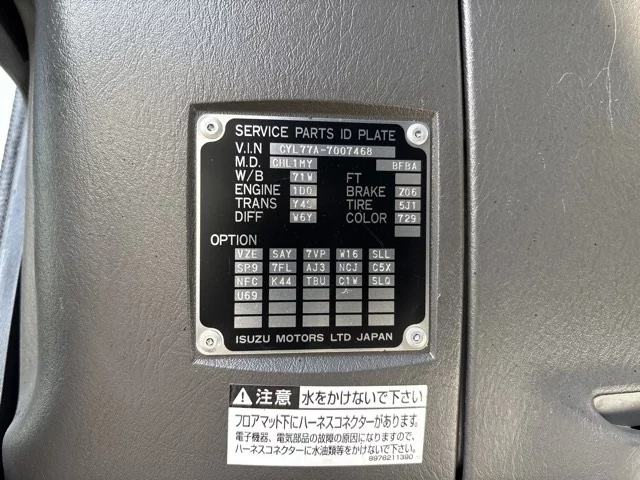 SERVICE PARTS ID PLATE
V.I.N CYL77A-7007468
M.D. CHL1MY BFBA
W/B 71W FT
ENGINE 1D0 BRAKE Z06
TRANS Y4S TIRE 5J1
DIFF W6Y COLOR 729
OPTION
VZE SAY 7VP W16 SLL
SP9 7FL AJ3 NCJ C5X
NFC K44 TBU C1W SLQ
U69
ISUZU MOTORS LTD JAPAN
注意 水をかけないで下さい
フロアマット下にハーネスコネクターがあります。
電子機器、電気部品の故障の原因になりますので、
ハーネスコネクターに水油類等をかけないで下さい。
8976211390